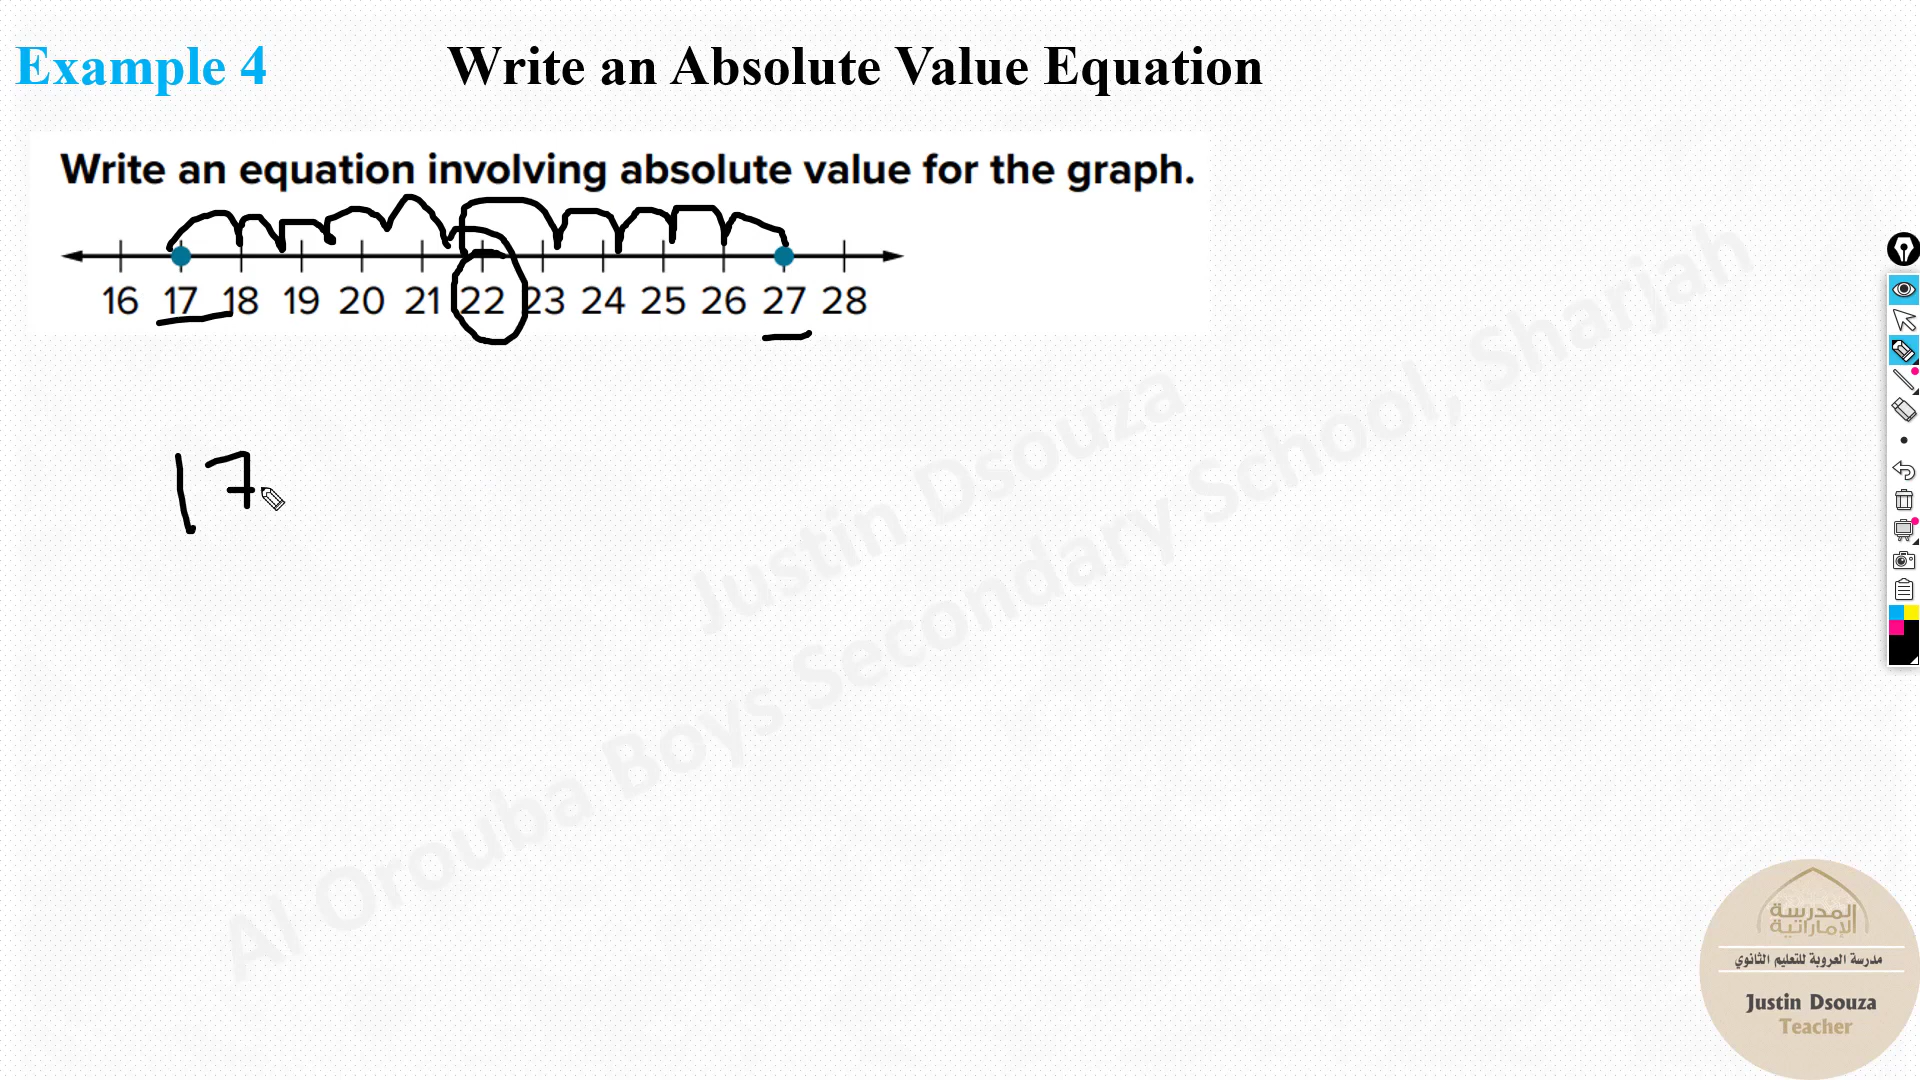 Example 4
Write an Absolute Value Equation
Write an equation involving absolute value for the graph.
16 17 18 19 20 21 22 23 24 25 26 27 28
17
Justin Dsouza
Al Orouba Boys Secondary School, Sharjah
المدرسة
الإماراتية
مدرسة العروبة للتعليم الثانوي
Justin Dsouza
Teacher